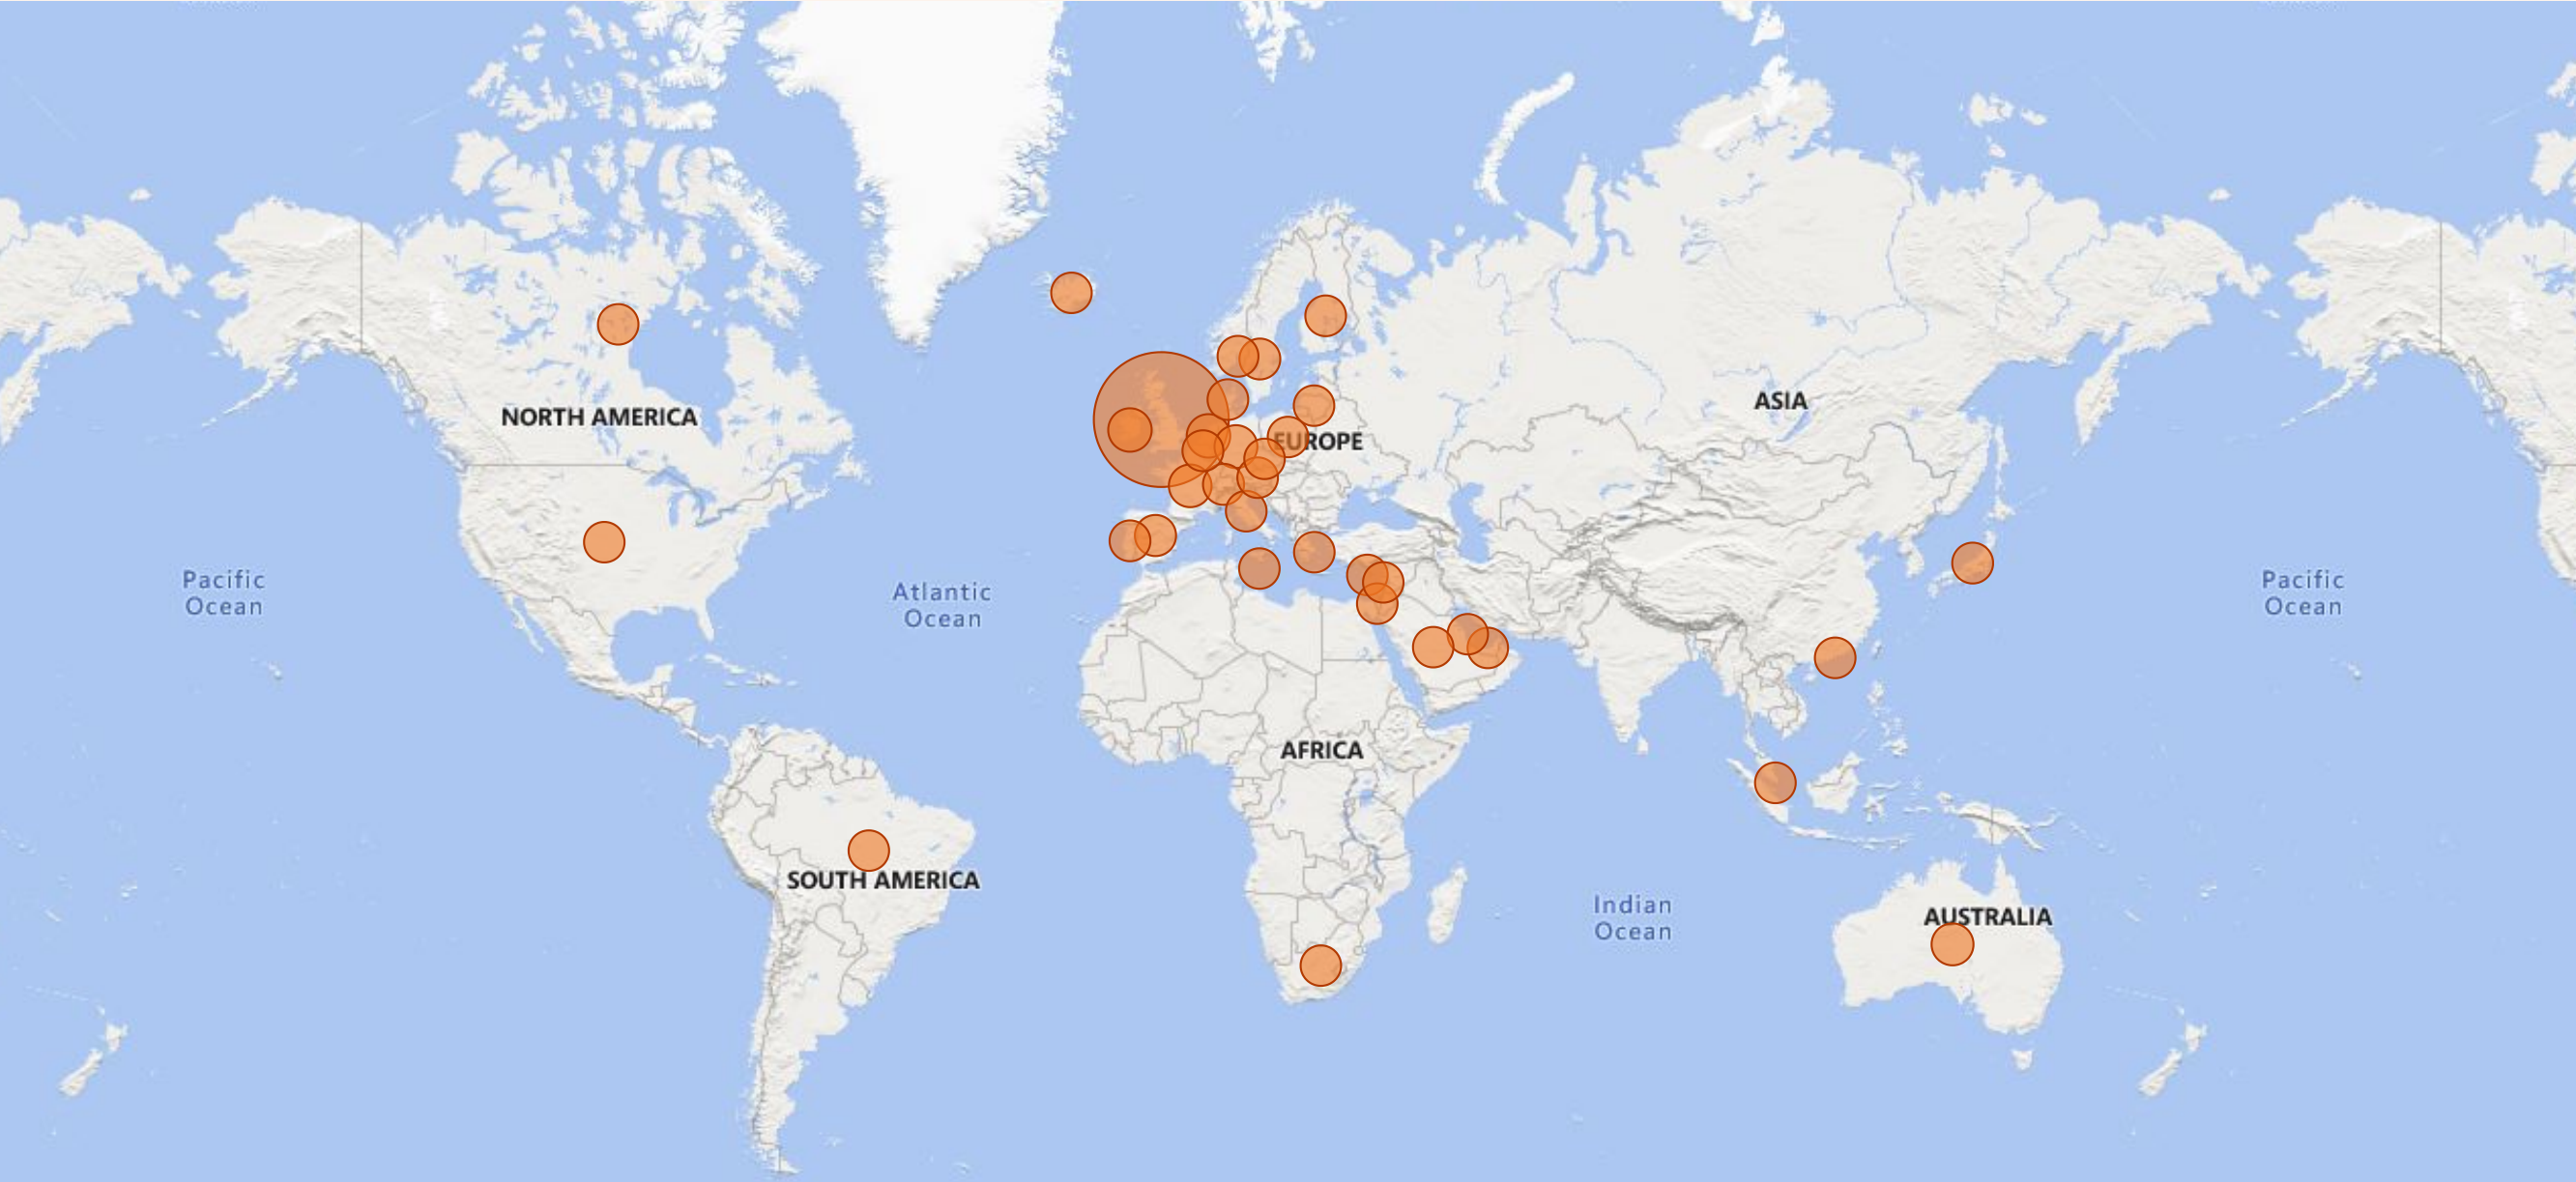 ASIA
NORTH AMERICA
EUROPE
Pacific
Ocean
Atlantic
Ocean
Pacific
Ocean
AFRICA
SOUTH AMERICA
Indian
Ocean
AUSTRALIA